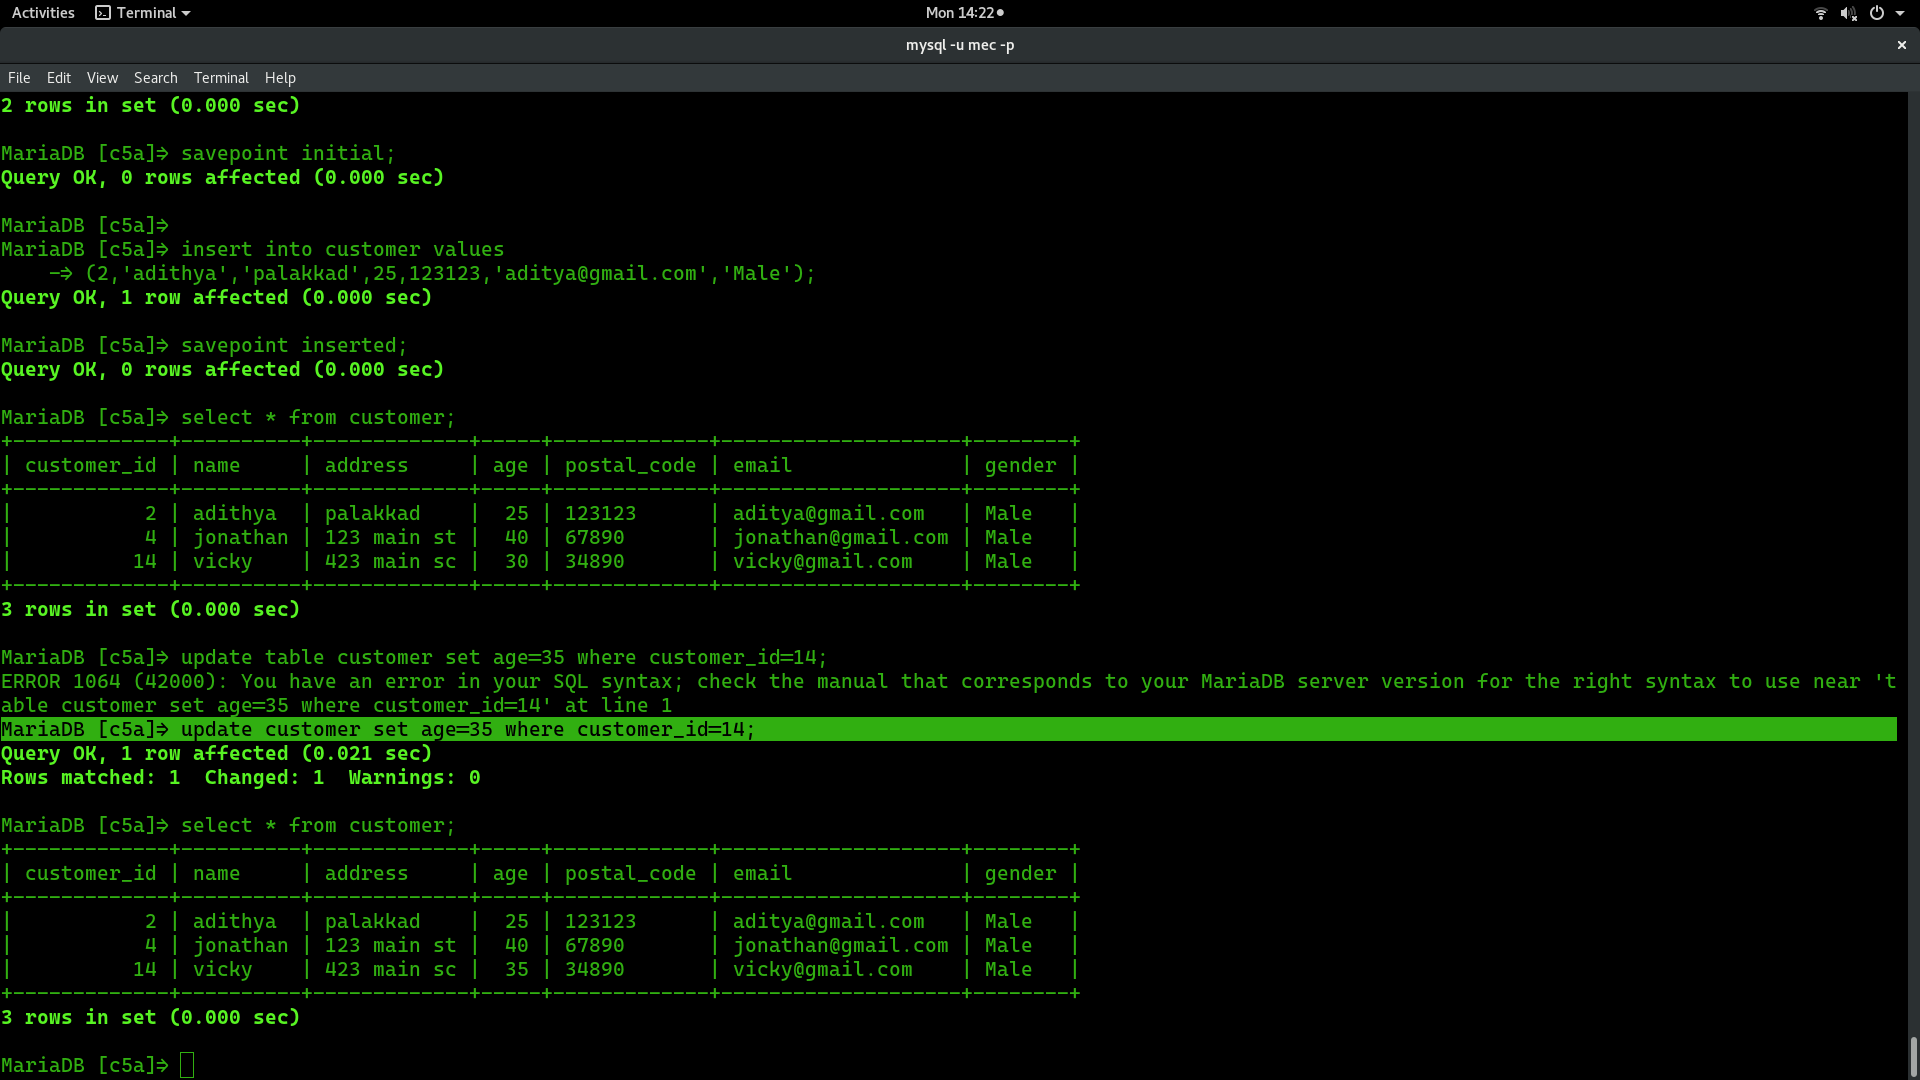 Activities Terminal Mon 14:22
mysql -u mec -p
File Edit View Search Terminal Help
2 rows in set (0.000 sec)
MariaDB [c5a]> savepoint initial;
Query OK, 0 rows affected (0.000 sec)
MariaDB [c5a]>
MariaDB [c5a]> insert into customer values
    -> (2,'adithya','palakkad',25,123123,'aditya@gmail.com','Male');
Query OK, 1 row affected (0.000 sec)
MariaDB [c5a]> savepoint inserted;
Query OK, 0 rows affected (0.000 sec)
MariaDB [c5a]> select * from customer;
+-------------+----------+-------------+-----+-------------+--------------------+--------+
| customer_id | name     | address     | age | postal_code | email              | gender |
+-------------+----------+-------------+-----+-------------+--------------------+--------+
|           2 | adithya  | palakkad    |  25 | 123123      | aditya@gmail.com   | Male   |
|           4 | jonathan | 123 main st |  40 | 67890       | jonathan@gmail.com | Male   |
|          14 | vicky    | 423 main sc |  30 | 34890       | vicky@gmail.com    | Male   |
+-------------+----------+-------------+-----+-------------+--------------------+--------+
3 rows in set (0.000 sec)
MariaDB [c5a]> update table customer set age=35 where customer_id=14;
ERROR 1064 (42000): You have an error in your SQL syntax; check the manual that corresponds to your MariaDB server version for the right syntax to use near 't
able customer set age=35 where customer_id=14' at line 1
MariaDB [c5a]> update customer set age=35 where customer_id=14;
Query OK, 1 row affected (0.021 sec)
Rows matched: 1  Changed: 1  Warnings: 0
MariaDB [c5a]> select * from customer;
+-------------+----------+-------------+-----+-------------+--------------------+--------+
| customer_id | name     | address     | age | postal_code | email              | gender |
+-------------+----------+-------------+-----+-------------+--------------------+--------+
|           2 | adithya  | palakkad    |  25 | 123123      | aditya@gmail.com   | Male   |
|           4 | jonathan | 123 main st |  40 | 67890       | jonathan@gmail.com | Male   |
|          14 | vicky    | 423 main sc |  35 | 34890       | vicky@gmail.com    | Male   |
+-------------+----------+-------------+-----+-------------+--------------------+--------+
3 rows in set (0.000 sec)
MariaDB [c5a]>